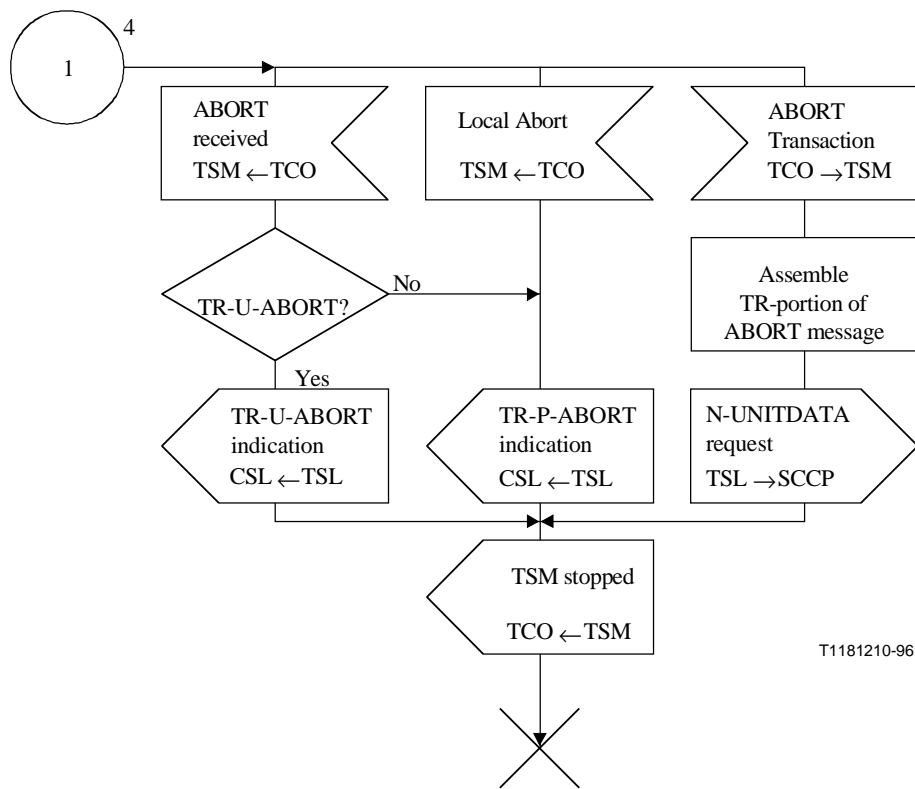 4
1
ABORT
received
TSM ←TCO
Local Abort
TSM ←TCO
ABORT
Transaction
TCO →TSM
TR-U-ABORT?
No
Yes
Assemble
TR-portion of
ABORT message
TR-U-ABORT
indication
CSL ←TSL
TR-P-ABORT
indication
CSL ←TSL
N-UNITDATA
request
TSL →SCCP
TSM stopped
TCO ←TSM
T1181210-96